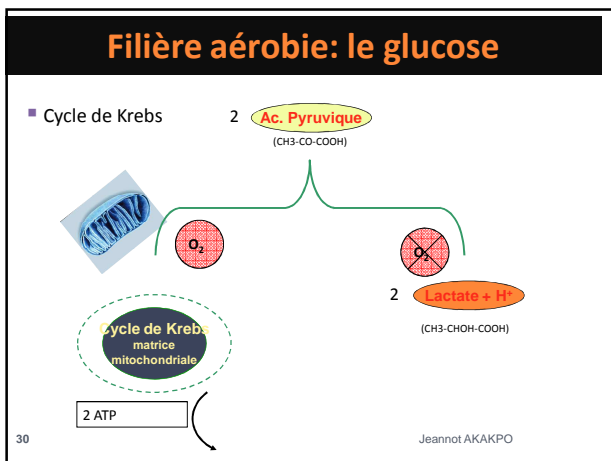 Filière aérobie: le glucose
▪ Cycle de Krebs
2 Ac. Pyruvique
(CH3-CO-COOH)
O₂
O₂
2 Lactate + H⁺
(CH3-CHOH-COOH)
Cycle de Krebs
matrice
mitochondriale
2 ATP
30
Jeannot AKAKPO